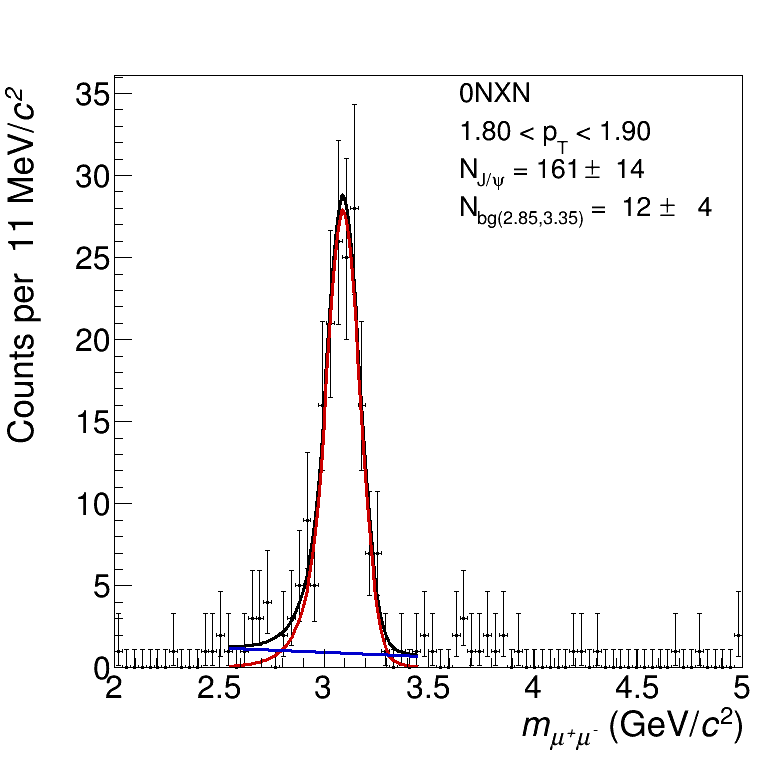 Counts per 11 MeV/c²
35
30
25
20
15
10
5
0
0NXN
1.80 < p_T < 1.90
N_J/ψ = 161 ± 14
N_bg(2.85,3.35) = 12 ± 4
2 2.5 3 3.5 4 4.5 5
m_μ⁺μ⁻ (GeV/c²)